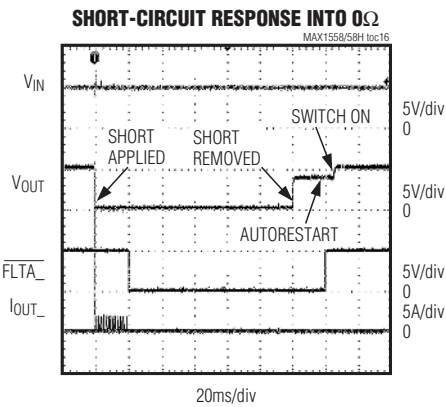 SHORT-CIRCUIT RESPONSE INTO 0Ω
MAX1558/58H toc16
VIN
5V/div
0
SWITCH ON
SHORT
APPLIED
SHORT
REMOVED
VOUT
5V/div
0
AUTORESTART
FLTA_
5V/div
0
IOUT_
5A/div
0
20ms/div